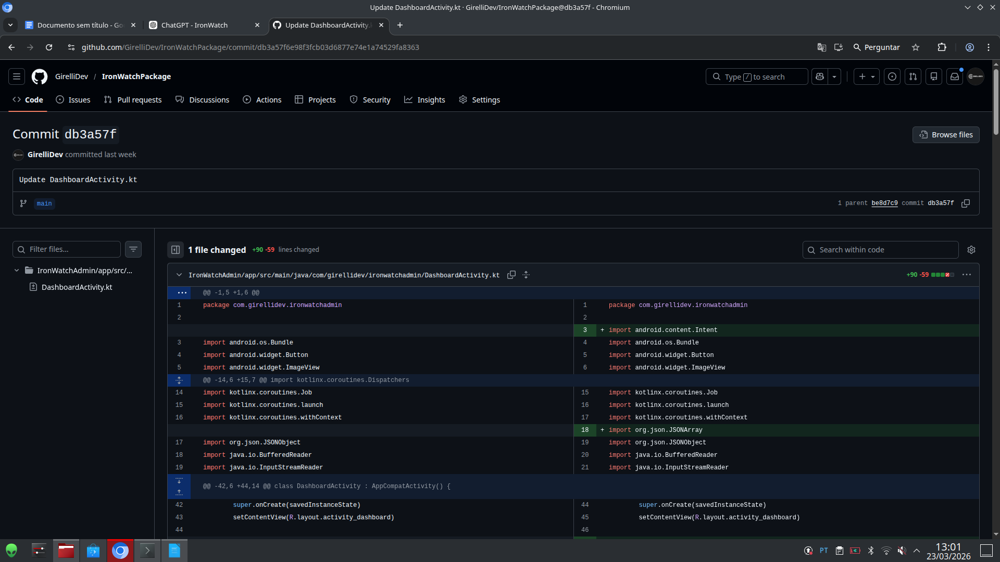 Update DashboardActivity.kt · GirelliDev/IronWatchPackage@db3a57f - Chromium
Documento sem título - Goo
ChatGPT - IronWatch
Update DashboardActivity.k
github.com/GirelliDev/IronWatchPackage/commit/db3a57f6e98f3fcb03d6877e74e1a74529fa8363
Perguntar
GirelliDev / IronWatchPackage
Type / to search
Code
Issues
Pull requests
Discussions
Actions
Projects
Security
Insights
Settings
Commit db3a57f
Browse files
GirelliDev committed last week
Update DashboardActivity.kt
main
1 parent be8d7c9 commit db3a57f
Filter files...
IronWatchAdmin/app/src/...
DashboardActivity.kt
1 file changed +90 -59 lines changed
Search within code
IronWatchAdmin/app/src/main/java/com/girellidev/ironwatchadmin/DashboardActivity.kt
+90 -59
@@ -1,5 +1,6 @@
1 package com.girellidev.ironwatchadmin 1 package com.girellidev.ironwatchadmin
2 2
3 + import android.content.Intent
3 import android.os.Bundle 4 import android.os.Bundle
4 import android.widget.Button 5 import android.widget.Button
5 import android.widget.ImageView 6 import android.widget.ImageView
@@ -14,6 +15,7 @@ import kotlinx.coroutines.Dispatchers
14 import kotlinx.coroutines.Job 15 import kotlinx.coroutines.Job
15 import kotlinx.coroutines.launch 16 import kotlinx.coroutines.launch
16 import kotlinx.coroutines.withContext 17 import kotlinx.coroutines.withContext
18 + import org.json.JSONArray
17 import org.json.JSONObject 19 import org.json.JSONObject
18 import java.io.BufferedReader 20 import java.io.BufferedReader
19 import java.io.InputStreamReader 21 import java.io.InputStreamReader
@@ -42,6 +44,14 @@ class DashboardActivity : AppCompatActivity() {
42 super.onCreate(savedInstanceState) 44 super.onCreate(savedInstanceState)
43 setContentView(R.layout.activity_dashboard) 45 setContentView(R.layout.activity_dashboard)
44 46
PT
13:01
23/03/2026